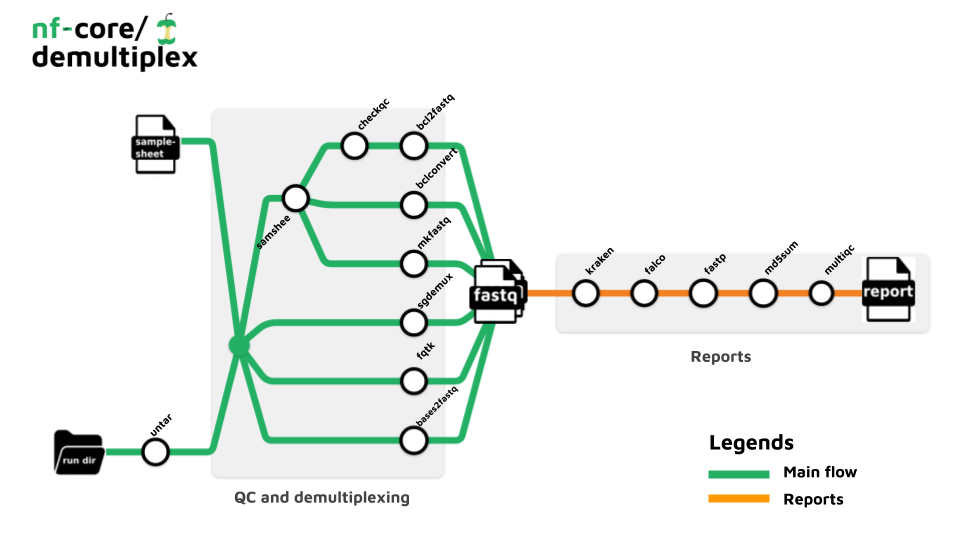 nf-core/
demultiplex
sample-
sheet
checkqc
bcl2fastq
bclconvert
samshee
mkfastq
sgdemux
fqtk
bases2fastq
untar
run dir
QC and demultiplexing
fastq
kraken
falco
fastp
md5sum
multiqc
report
Reports
Legends
Main flow
Reports